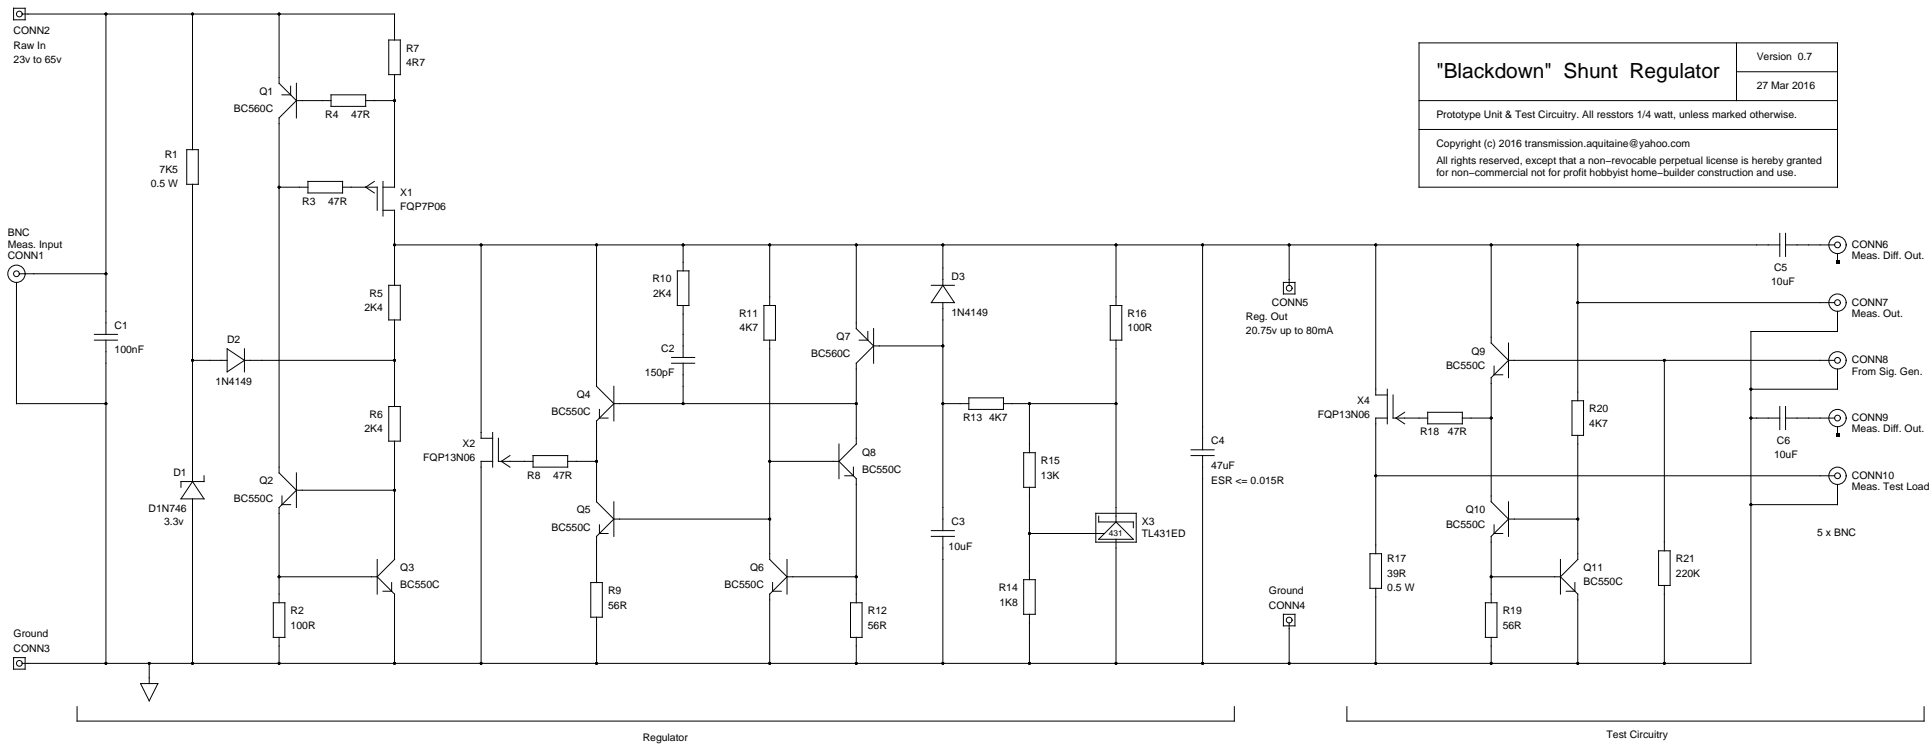 CONN2
Raw In
23v to 65v
R7
4R7
Q1
BC560C
R4 47R
R1
7K5
0.5 W
R3 47R
X1
FQP7P06
"Blackdown" Shunt Regulator
Version 0.7
27 Mar 2016
Prototype Unit & Test Circuitry. All resstors 1/4 watt, unless marked otherwise.
Copyright (c) 2016 transmission.aquitaine@yahoo.com
All rights reserved, except that a non-revocable perpetual license is hereby granted
for non-commercial not for profit hobbyist home-builder construction and use.
BNC
Meas. Input
CONN1
C1
100nF
D2
1N4149
R5
2K4
R6
2K4
D1
D1N746
3.3v
Q2
BC550C
Q3
BC550C
R2
100R
Ground
CONN3
X2
FQP13N06
R8 47R
Q4
BC550C
Q5
BC550C
R9
56R
R10
2K4
C2
150pF
R11
4K7
Q6
BC550C
Q7
BC560C
Q8
BC550C
R12
56R
D3
1N4149
R13 4K7
C3
10uF
R15
13K
R14
1K8
R16
100R
431
X3
TL431ED
C4
47uF
ESR <= 0.015R
CONN5
Reg. Out
20.75v up to 80mA
Ground
CONN4
X4
FQP13N06
R18 47R
R17
39R
0.5 W
Q9
BC550C
Q10
BC550C
R19
56R
R20
4K7
Q11
BC550C
R21
220K
C5
10uF
C6
10uF
CONN6
Meas. Diff. Out.
CONN7
Meas. Out.
CONN8
From Sig. Gen.
CONN9
Meas. Diff. Out.
CONN10
Meas. Test Load
5 x BNC
Regulator
Test Circuitry